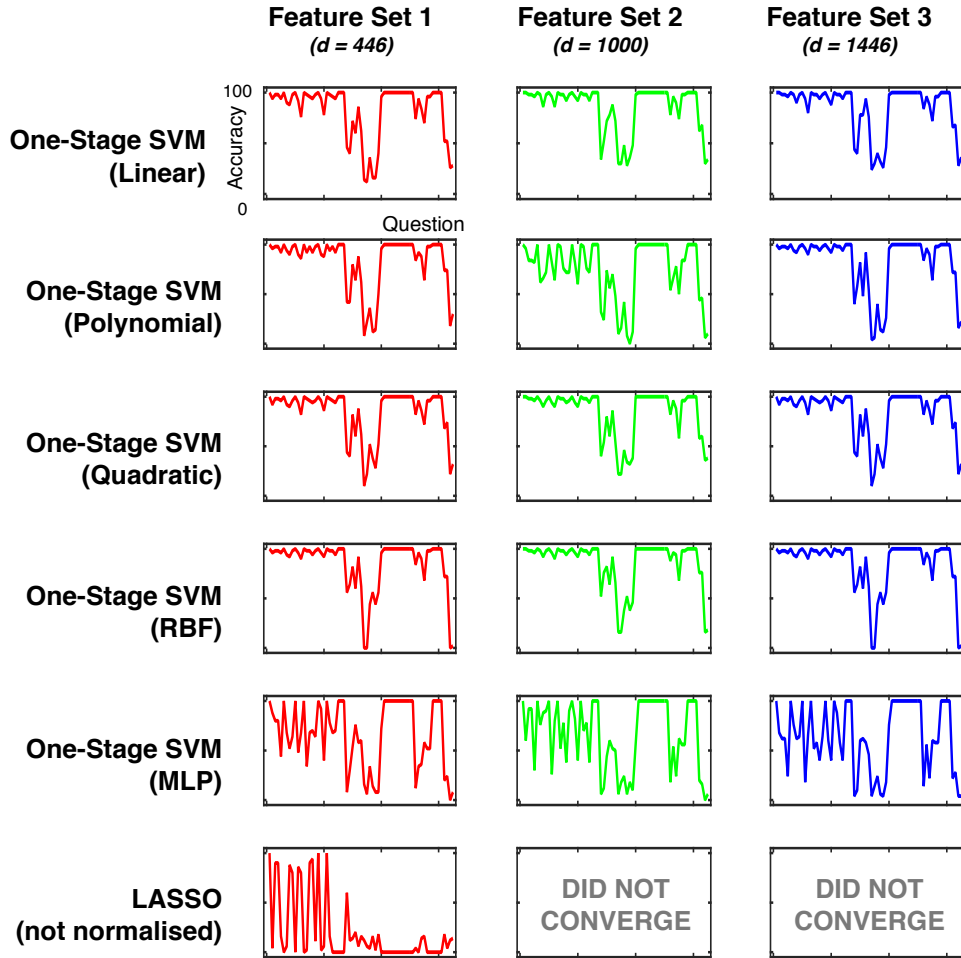 Feature Set 1
(d = 446)
Feature Set 2
(d = 1000)
Feature Set 3
(d = 1446)
One-Stage SVM
(Linear)
100
Accuracy
0
Question
One-Stage SVM
(Polynomial)
One-Stage SVM
(Quadratic)
One-Stage SVM
(RBF)
One-Stage SVM
(MLP)
LASSO
(not normalised)
DID NOT
CONVERGE
DID NOT
CONVERGE